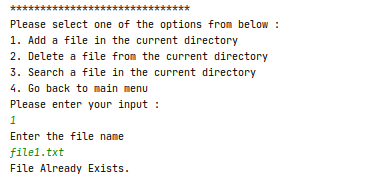 ******************************
Please select one of the options from below :
1. Add a file in the current directory
2. Delete a file from the current directory
3. Search a file in the current directory
4. Go back to main menu
Please enter your input :
1
Enter the file name
file1.txt
File Already Exists.